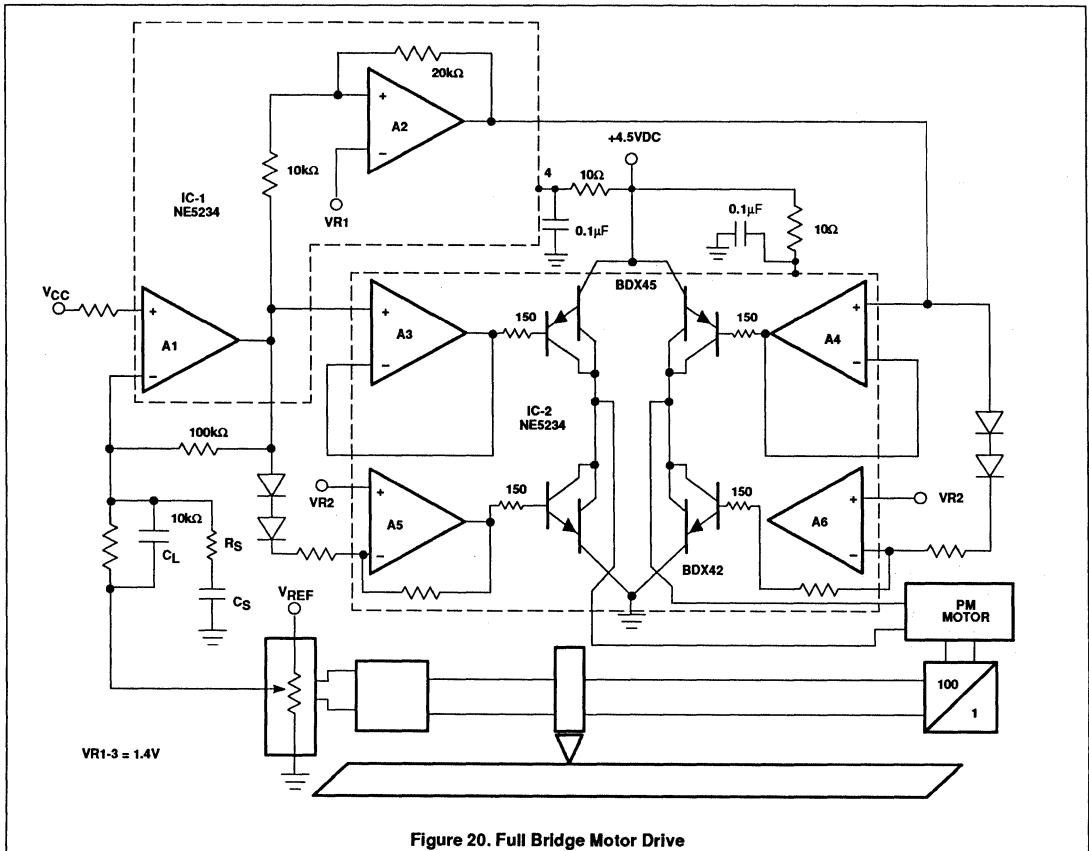 20kΩ
+
A2
−
10kΩ
IC-1
NE5234
VR1
4
10Ω
0.1µF
+4.5VDC
0.1µF
10Ω
VCC
+
A1
−
+
A3
−
150
BDX45
150
+
A4
−
IC-2
NE5234
100kΩ
VR2
+
A5
−
150
150
+
A6
−
VR2
BDX42
10kΩ
CL
RS
CS
VREF
PM
MOTOR
100
1
VR1-3 = 1.4V
Figure 20. Full Bridge Motor Drive